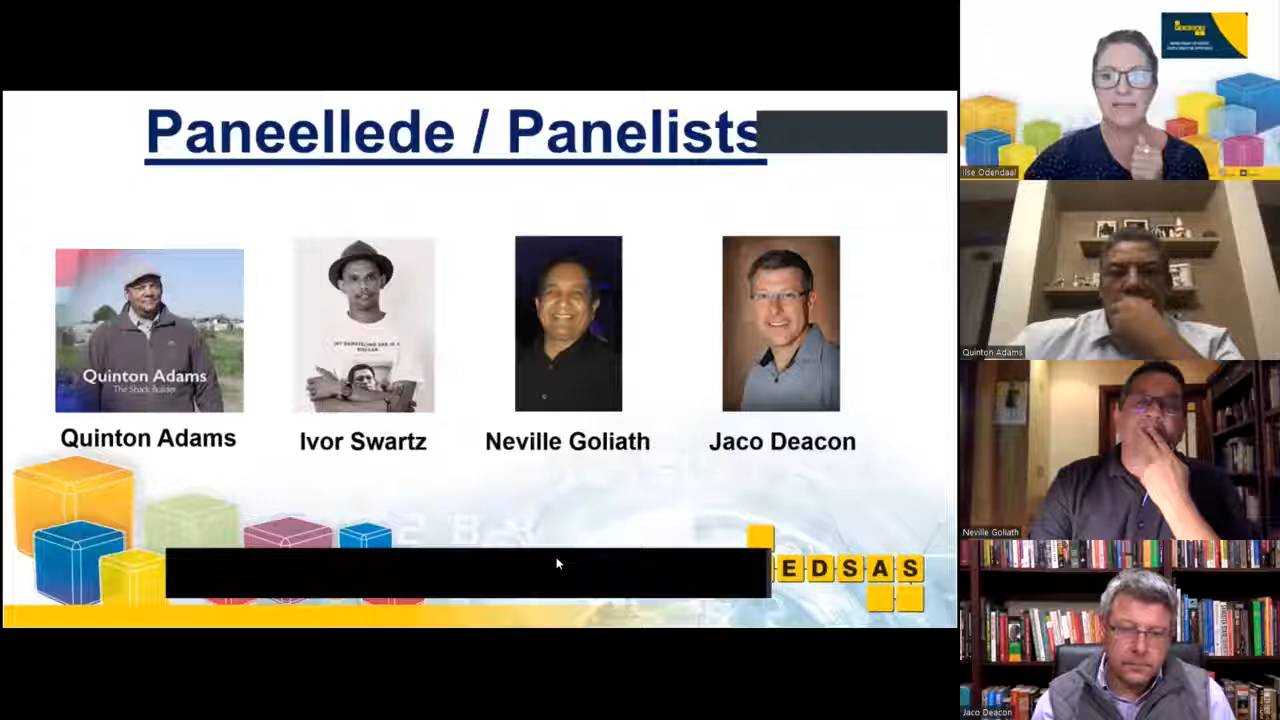 Paneellede / Panelists
Quinton Adams
The Shack Builder
Quinton Adams
Ivor Swartz
Neville Goliath
Jaco Deacon
EDSAS
Ilse Odendaal
Quinton Adams
Neville Goliath
Jaco Deacon